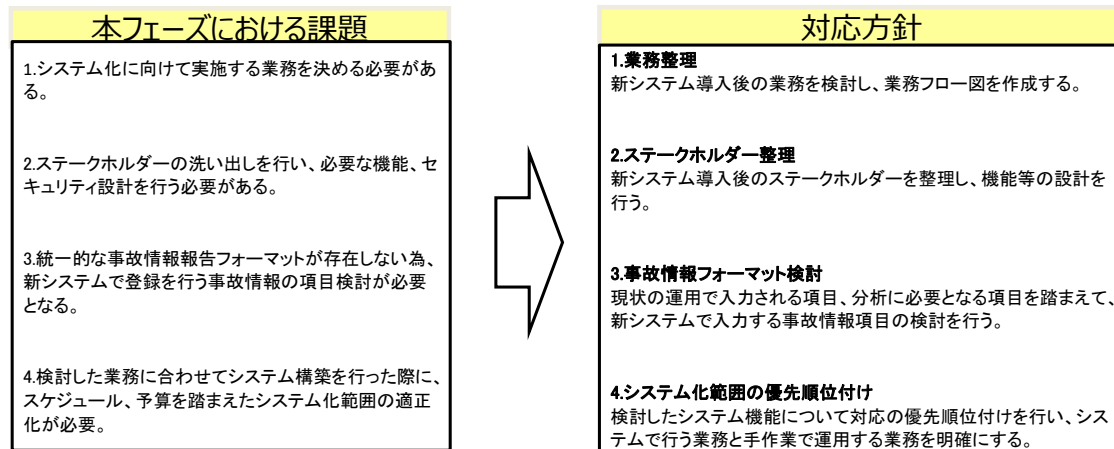 本フェーズにおける課題
1.システム化に向けて実施する業務を決める必要があ
る。
2.ステークホルダーの洗い出しを行い、必要な機能、セ
キュリティ設計を行う必要がある。
3.統一的な事故情報報告フォーマットが存在しない為、
新システムで登録を行う事故情報の項目検討が必要
となる。
4.検討した業務に合わせてシステム構築を行った際に、
スケジュール、予算を踏まえたシステム化範囲の適正
化が必要。
対応方針
1.業務整理
新システム導入後の業務を検討し、業務フロー図を作成する。
2.ステークホルダー整理
新システム導入後のステークホルダーを整理し、機能等の設計を
行う。
3.事故情報フォーマット検討
現状の運用で入力される項目、分析に必要となる項目を踏まえて、
新システムで入力する事故情報項目の検討を行う。
4.システム化範囲の優先順位付け
検討したシステム機能について対応の優先順位付けを行い、シス
テムで行う業務と手作業で運用する業務を明確にする。